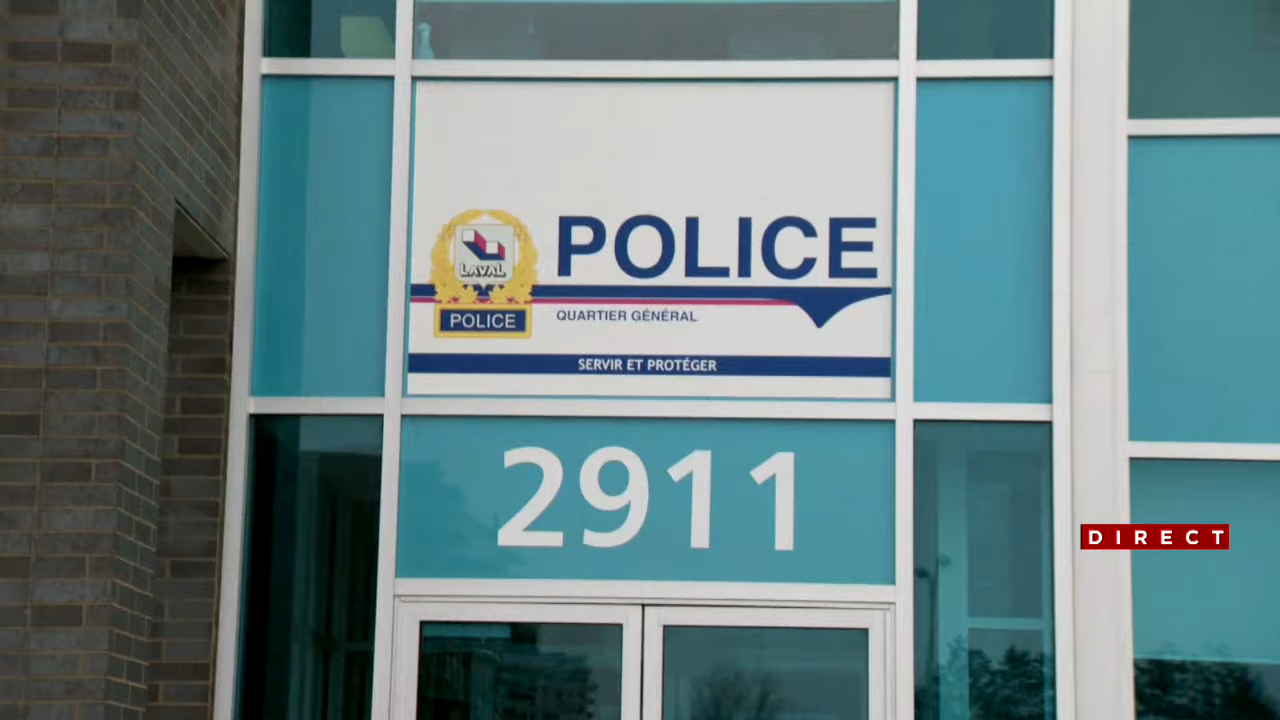 POLICE
LAVAL
POLICE
QUARTIER GÉNÉRAL
SERVIR ET PROTÉGER
2911
DIRECT